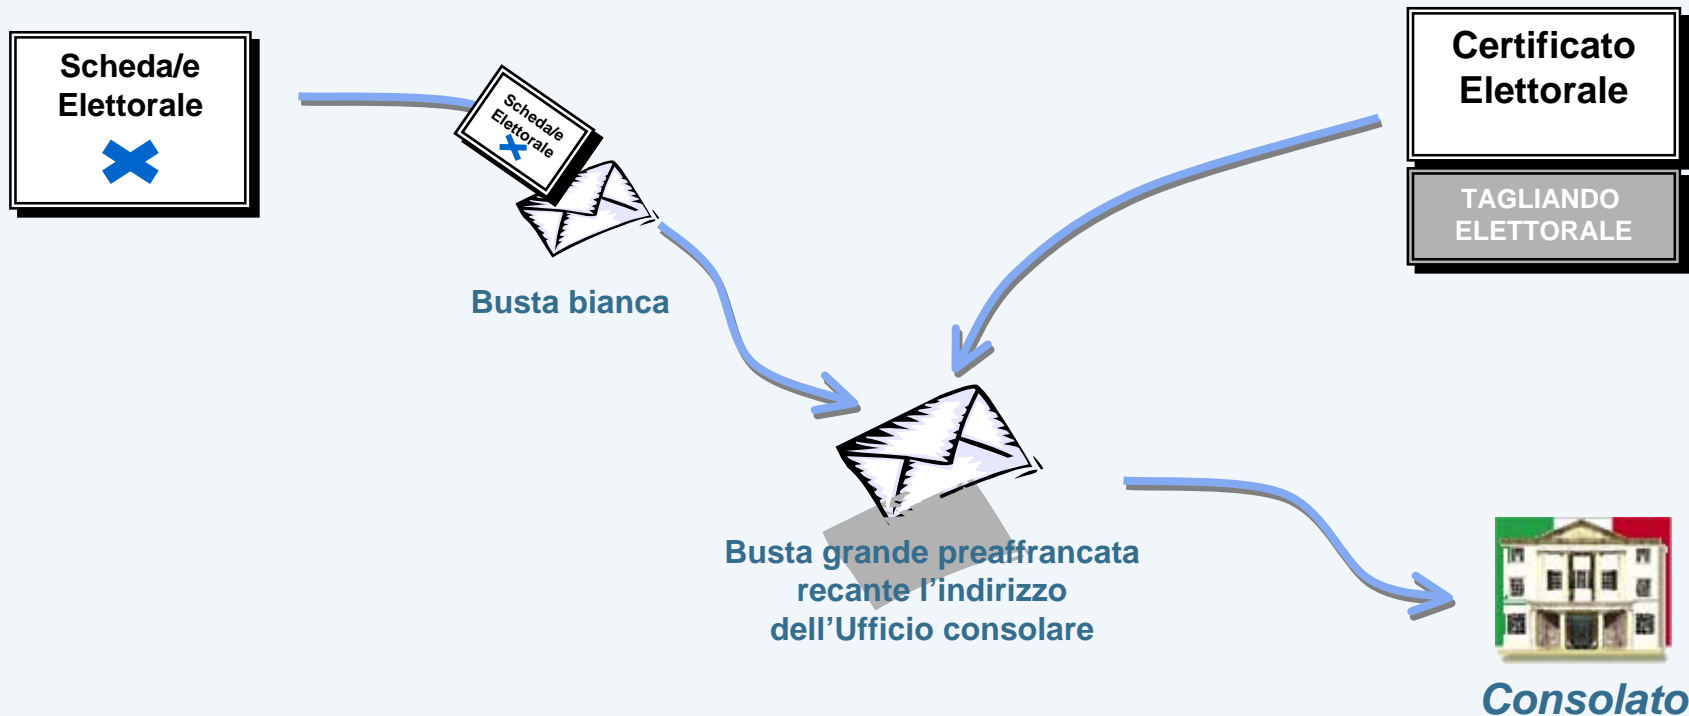 Scheda/e
Elettorale
Scheda/e
Elettorale
Busta bianca
Certificato
Elettorale
TAGLIANDO
ELETTORALE
Busta grande preaffrancata
recante l’indirizzo
dell’Ufficio consolare
Consolato